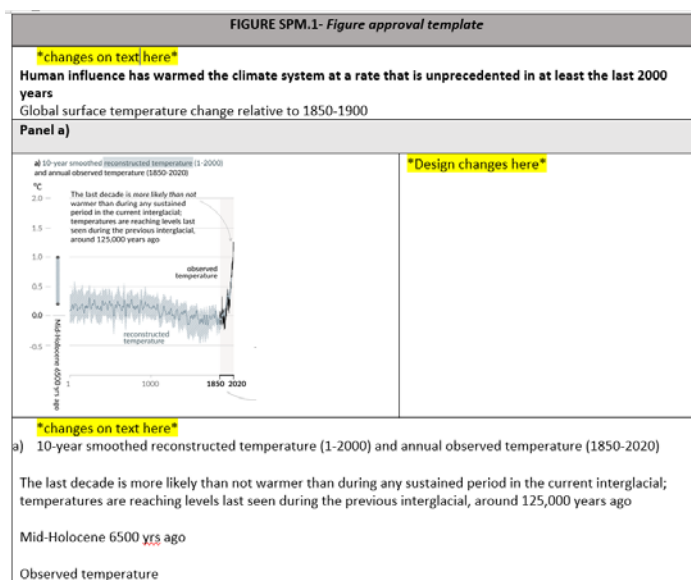 FIGURE SPM.1- Figure approval template
*changes on text here*
Human influence has warmed the climate system at a rate that is unprecedented in at least the last 2000
years
Global surface temperature change relative to 1850-1900
Panel a)
a) 10-year smoothed reconstructed temperature (1-2000)
and annual observed temperature (1850-2020)
°C
2.0
The last decade is more likely than not
warmer than during any sustained
period in the current interglacial;
temperatures are reaching levels last
seen during the previous interglacial,
around 125,000 years ago
1.5
1.0
observed
temperature
0.5
0.0
reconstructed
temperature
-0.5
Mid-Holocene 6500 yrs ago
1
1000
1850
2020
*Design changes here*
*changes on text here*
a) 10-year smoothed reconstructed temperature (1-2000) and annual observed temperature (1850-2020)
The last decade is more likely than not warmer than during any sustained period in the current interglacial;
temperatures are reaching levels last seen during the previous interglacial, around 125,000 years ago
Mid-Holocene 6500 yrs ago
Observed temperature